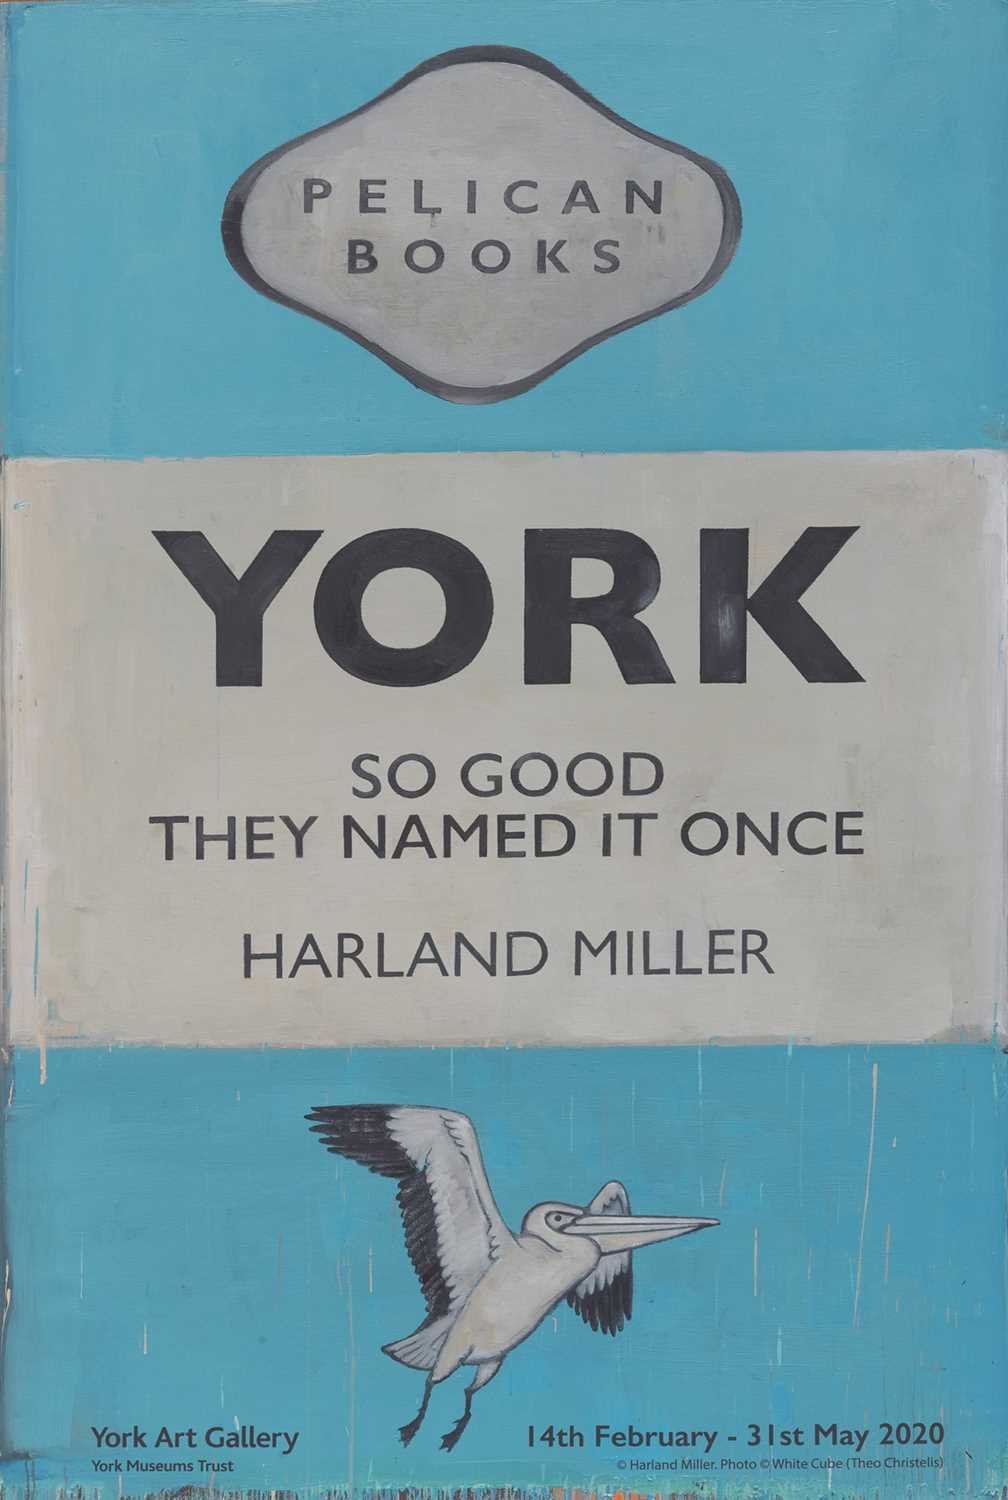 PELICAN
BOOKS
YORK
SO GOOD
THEY NAMED IT ONCE
HARLAND MILLER
York Art Gallery
York Museums Trust
14th February - 31st May 2020
© Harland Miller. Photo © White Cube (Theo Christelis)